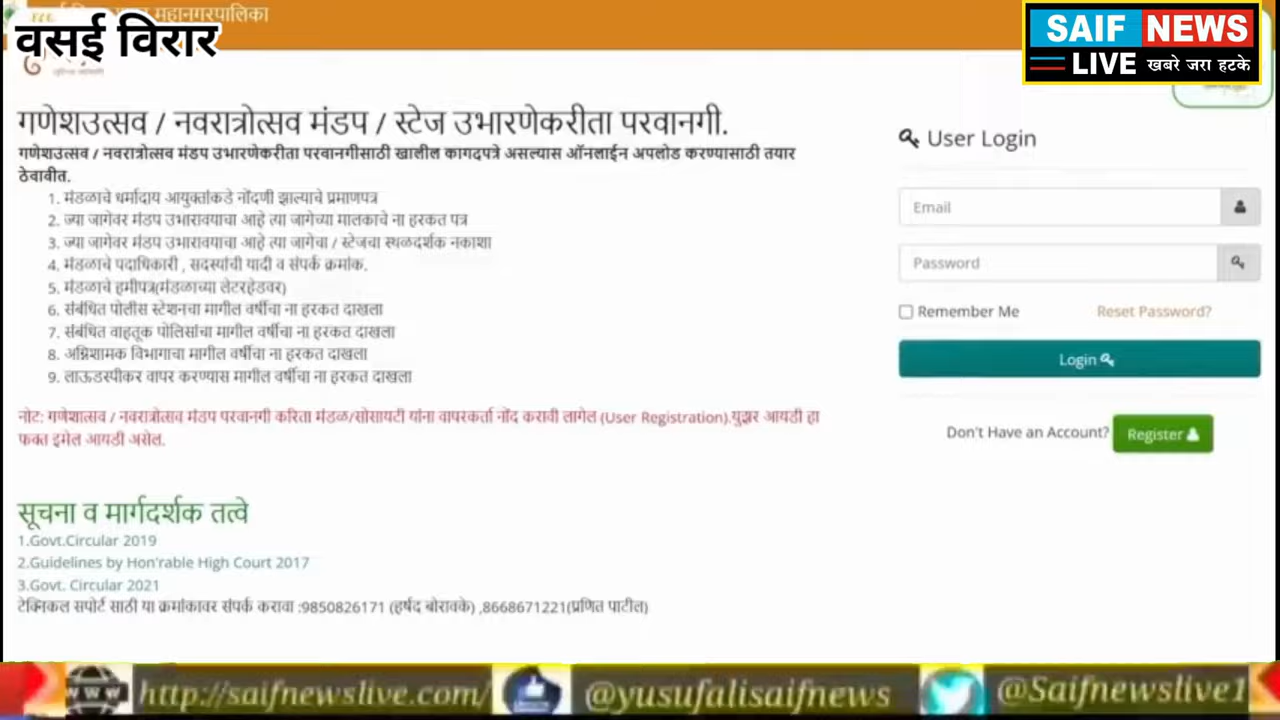 महानगरपालिका
वसई विरार
SAIF NEWS
LIVE खबरे जरा हटके
गणेशउत्सव / नवरात्रोत्सव मंडप / स्टेज उभारणेकरीता परवानगी.
गणेशउत्सव / नवरात्रोत्सव मंडप उभारणेकरीता परवानगीसाठी खालील कागदपत्रे असल्यास ऑनलाईन अपलोड करण्यासाठी तयार
ठेवावीत.
1. मंडळाचे धर्मादाय आयुक्तांकडे नोंदणी झाल्याचे प्रमाणपत्र
2. ज्या जागेवर मंडप उभारावयाचा आहे त्या जागेच्या मालकाचे ना हरकत पत्र
3. ज्या जागेवर मंडप उभारावयाचा आहे त्या जागेचा / स्टेजचा स्थळदर्शक नकाशा
4. मंडळाचे पदाधिकारी , सदस्यांची यादी व संपर्क क्रमांक.
5. मंडळाचे हमीपत्र(मंडळाच्या लेटरहेडवर)
6. संबंधित पोलीस स्टेशनचा मागील वर्षीचा ना हरकत दाखला
7. संबंधित वाहतूक पोलिसांचा मागील वर्षीचा ना हरकत दाखला
8. अग्निशामक विभागाचा मागील वर्षीचा ना हरकत दाखला
9. लाऊडस्पीकर वापर करण्यास मागील वर्षीचा ना हरकत दाखला
नोट: गणेशात्सव / नवरात्रोत्सव मंडप परवानगी करिता मंडळ/सोसायटी यांना वापरकर्ता नोंद करावी लागेल (User Registration).युझर आयडी हा
फक्त इमेल आयडी असेल.
सूचना व मार्गदर्शक तत्वे
1.Govt.Circular 2019
2.Guidelines by Hon'rable High Court 2017
3.Govt. Circular 2021
टेक्निकल सपोर्ट साठी या क्रमांकावर संपर्क करावा :9850826171 (हर्षद बोरावके) ,8668671221(प्रणित पाटील)
User Login
Email
Password
Remember Me Reset Password?
Login
Don't Have an Account? Register
WWW http://saifnewslive.com/ @yusufalisaifnews @Saifnewslive1